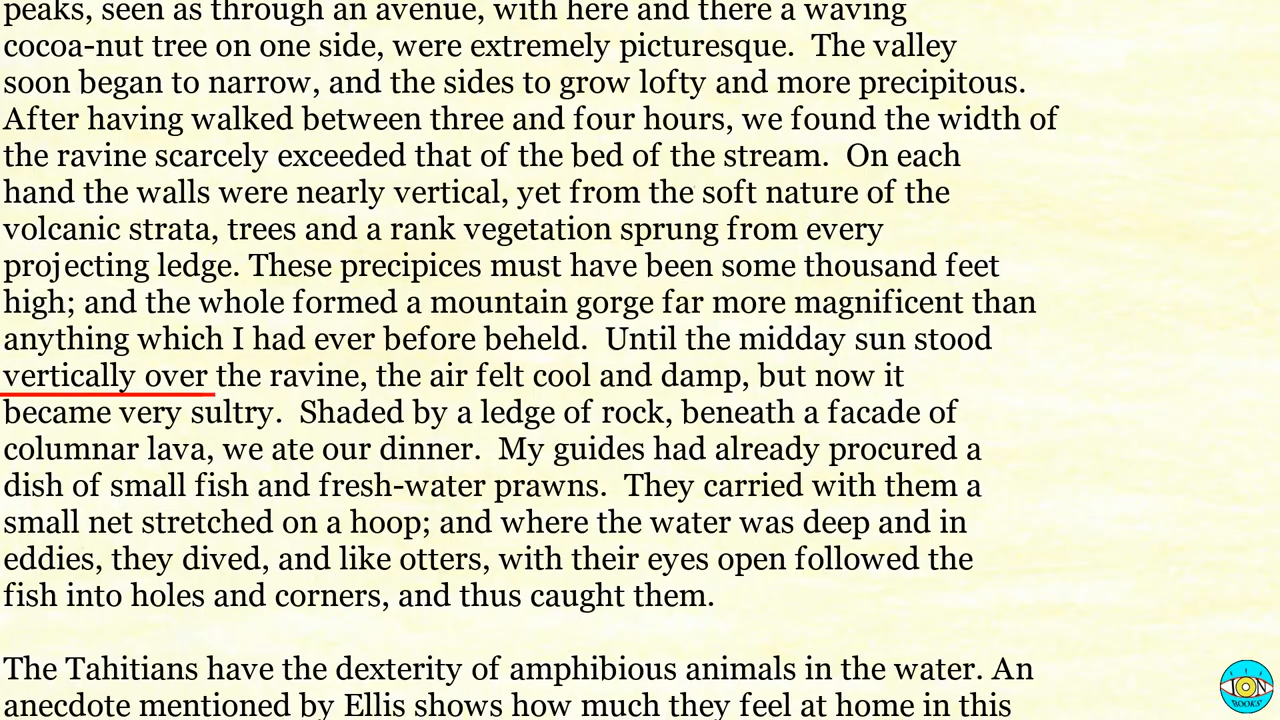 peaks, seen as through an avenue, with here and there a waving
cocoa-nut tree on one side, were extremely picturesque.  The valley
soon began to narrow, and the sides to grow lofty and more precipitous.
After having walked between three and four hours, we found the width of
the ravine scarcely exceeded that of the bed of the stream.  On each
hand the walls were nearly vertical, yet from the soft nature of the
volcanic strata, trees and a rank vegetation sprung from every
projecting ledge. These precipices must have been some thousand feet
high; and the whole formed a mountain gorge far more magnificent than
anything which I had ever before beheld.  Until the midday sun stood
vertically over the ravine, the air felt cool and damp, but now it
became very sultry.  Shaded by a ledge of rock, beneath a facade of
columnar lava, we ate our dinner.  My guides had already procured a
dish of small fish and fresh-water prawns.  They carried with them a
small net stretched on a hoop; and where the water was deep and in
eddies, they dived, and like otters, with their eyes open followed the
fish into holes and corners, and thus caught them.
The Tahitians have the dexterity of amphibious animals in the water. An
anecdote mentioned by Ellis shows how much they feel at home in this
ION
BOOKS